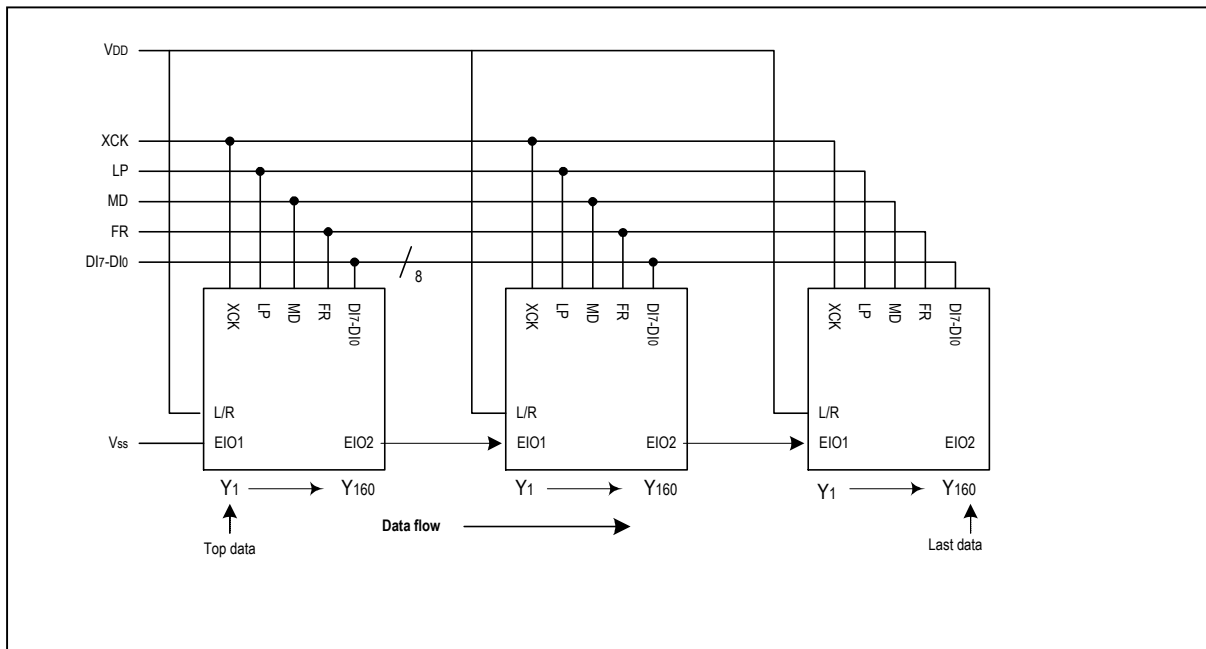 VDD
XCK
LP
MD
FR
DI7-DI0
8
XCK LP MD FR DI7-DI0
XCK LP MD FR DI7-DI0
XCK LP MD FR DI7-DI0
L/R
L/R
L/R
Vss
EIO1 EIO2
EIO1 EIO2
EIO1 EIO2
Y1 Y160
Y1 Y160
Y1 Y160
Data flow
Top data
Last data